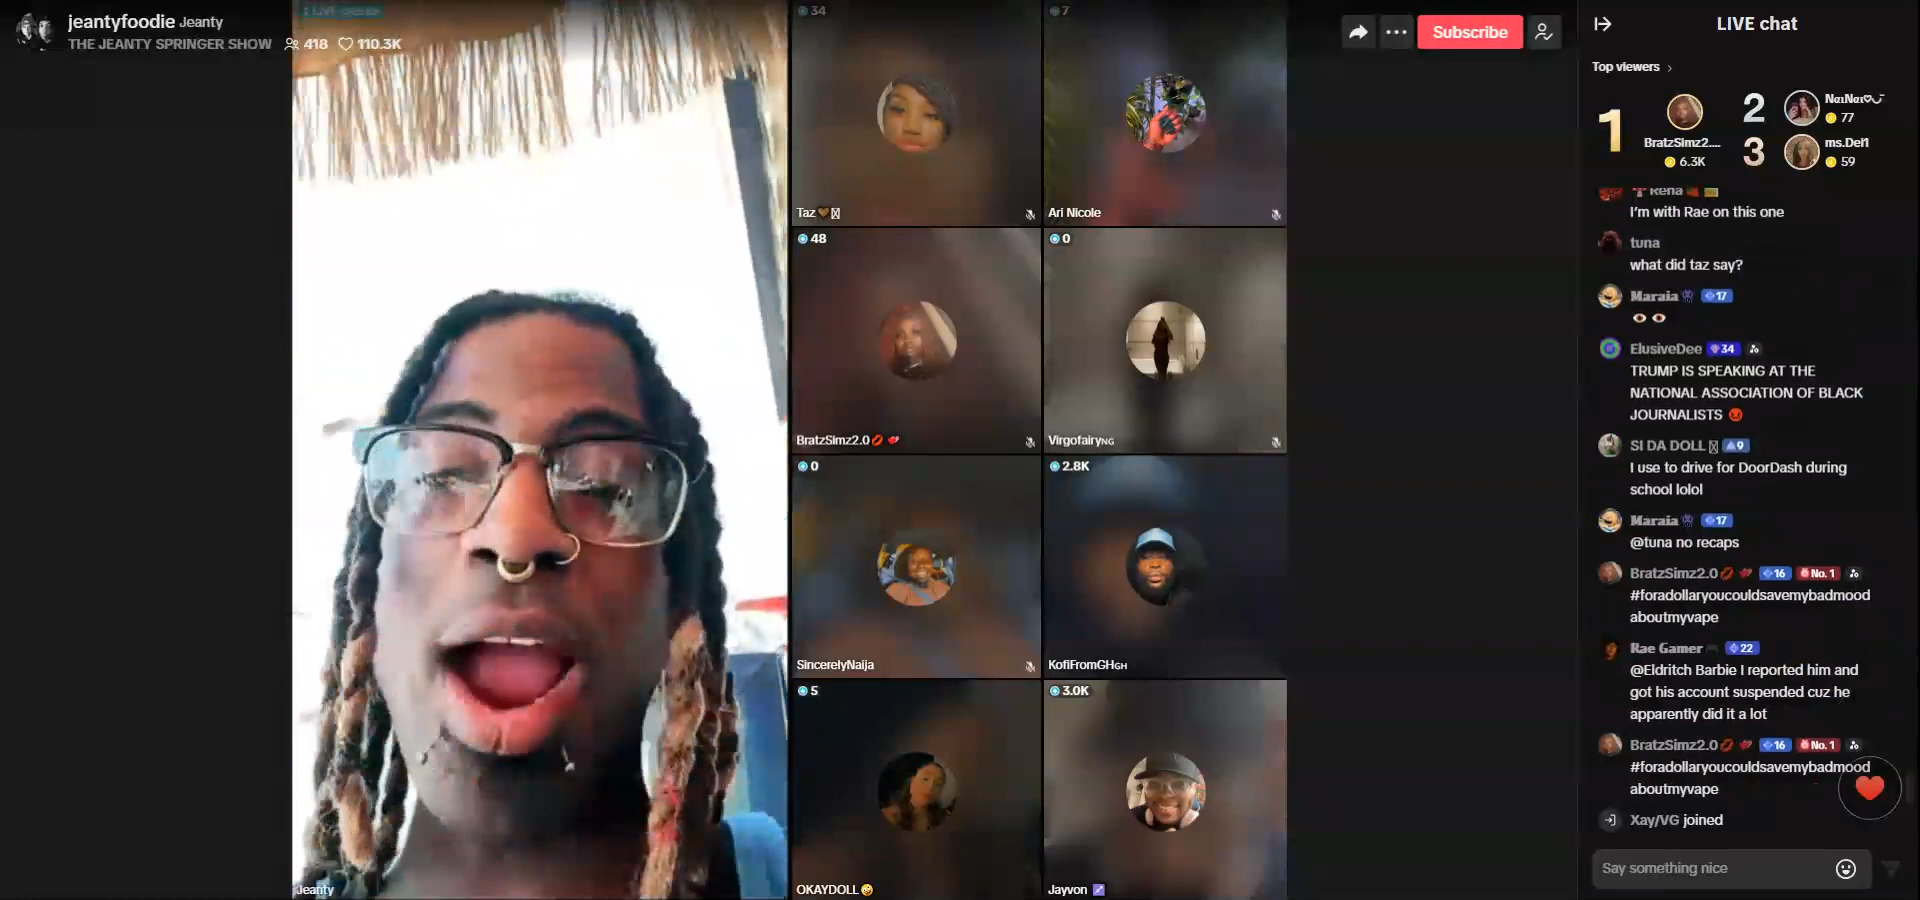 jeantyfoodie Jeanty
THE JEANTY SPRINGER SHOW 418 110.3K
Subscribe
34
Taz
7
Ari Nicole
48
BratzSimz2.0
0
VirgofairyNG
0
SincerelyNaija
2.8K
KofiFromGHGH
5
OKAYDOLL
3.0K
Jayvon
Jeanty
LIVE chat
Top viewers
1
BratzSimz2....
6.3K
2
NαιNαι
77
3
ms.Del1
59
Rena
I'm with Rae on this one
tuna
what did taz say?
Maraia 17
ElusiveDee 34
TRUMP IS SPEAKING AT THE
NATIONAL ASSOCIATION OF BLACK
JOURNALISTS
SI DA DOLL 9
I use to drive for DoorDash during
school lolol
Maraia 17
@tuna no recaps
BratzSimz2.0 16 No. 1
#foradollaryoucouldsavemybadmood
aboutmyvape
Rae Gamer 22
@Eldritch Barbie I reported him and
got his account suspended cuz he
apparently did it a lot
BratzSimz2.0 16 No. 1
#foradollaryoucouldsavemybadmood
aboutmyvape
Xay/VG joined
Say something nice